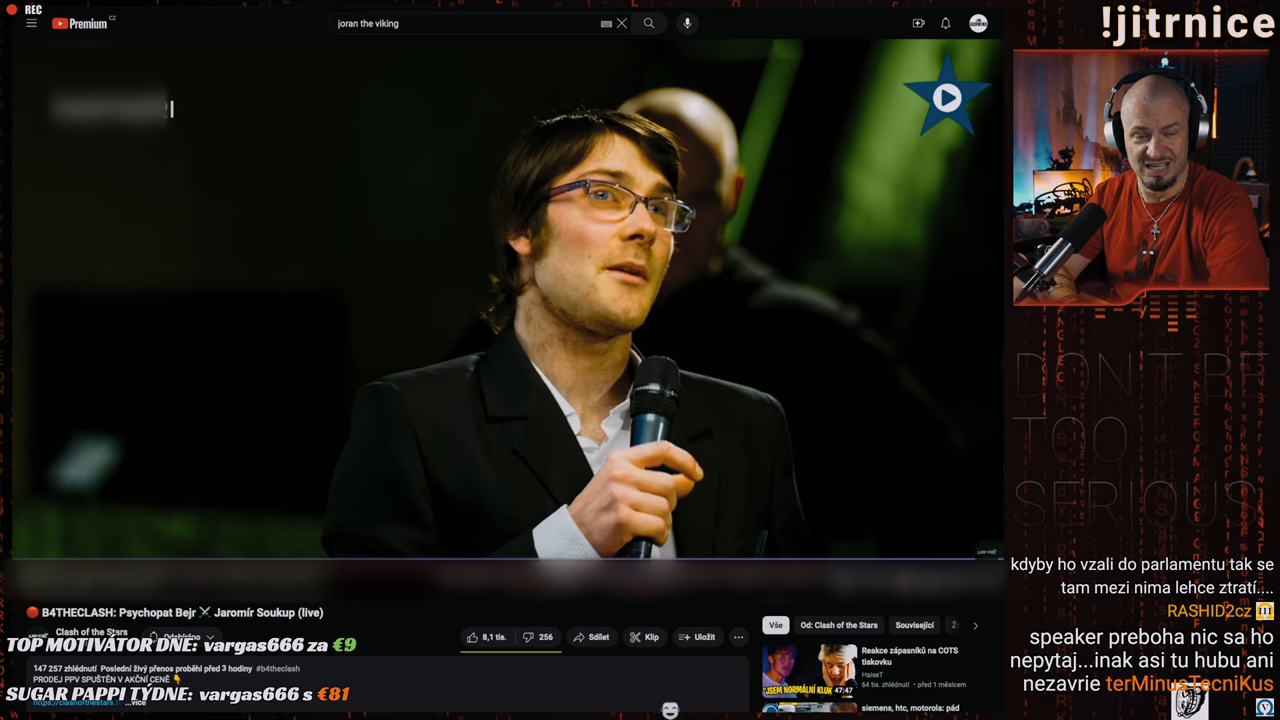 REC
Premium CZ
joran the viking
!jitrnice
DON'T BE
TOO
SERIOUS
kdyby ho vzali do parlamentu tak se
tam mezi nima lehce ztratí....
RASHID2cz
speaker preboha nic sa ho
nepytaj...inak asi tu hubu ani
nezavrie terMinusTecniKus
🔴 B4THECLASH: Psychopat Bejr ⚔️ Jaromír Soukup (live)
Clash of the Stars
Odebíráno
8,1 tis.
256
Sdílet
Klip
Uložit
TOP MOTIVÁTOR DNE: vargas666 za €9
147 257 zhlédnutí Poslední živý přenos proběhl před 3 hodiny #b4theclash
PRODEJ PPV SPUŠTĚN V AKČNÍ CENĚ 👇
SUGAR PAPPI TÝDNE: vargas666 s €81
https://clashofthestars.
...více
Vše
Od: Clash of the Stars
Související
"JSEM NORMÁLNÍ KLUK
47:47
Reakce zápasníků na COTS
tiskovku
HaiseT
64 tis. zhlédnutí • před 1 měsícem
siemens, htc, motorola: pád